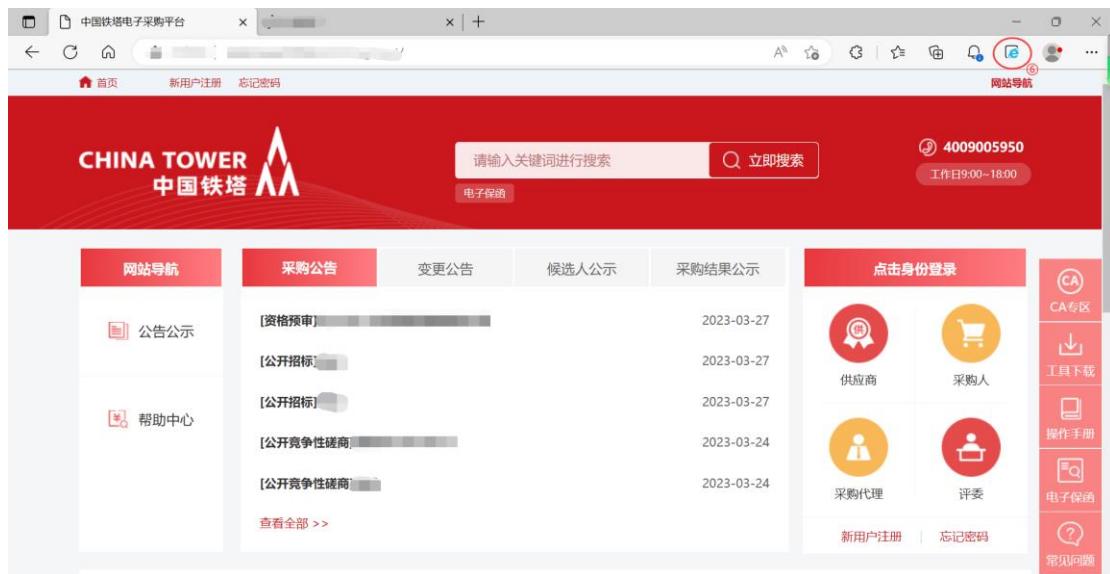 中国铁塔电子采购平台
⑥
首页 新用户注册 忘记密码 网站导航
CHINA TOWER
中国铁塔
请输入关键词进行搜索 立即搜索
电子保函
4009005950
工作日9:00~18:00
网站导航
公告公示
帮助中心
采购公告 变更公告 候选人公示 采购结果公示
[资格预审] 2023-03-27
[公开招标] 2023-03-27
[公开招标] 2023-03-27
[公开竞争性磋商] 2023-03-24
[公开竞争性磋商] 2023-03-24
查看全部 >>
点击身份登录
供
供应商 采购人
采购代理 评委
新用户注册 忘记密码
CA
CA专区
工具下载
操作手册
电子保函
常见问题